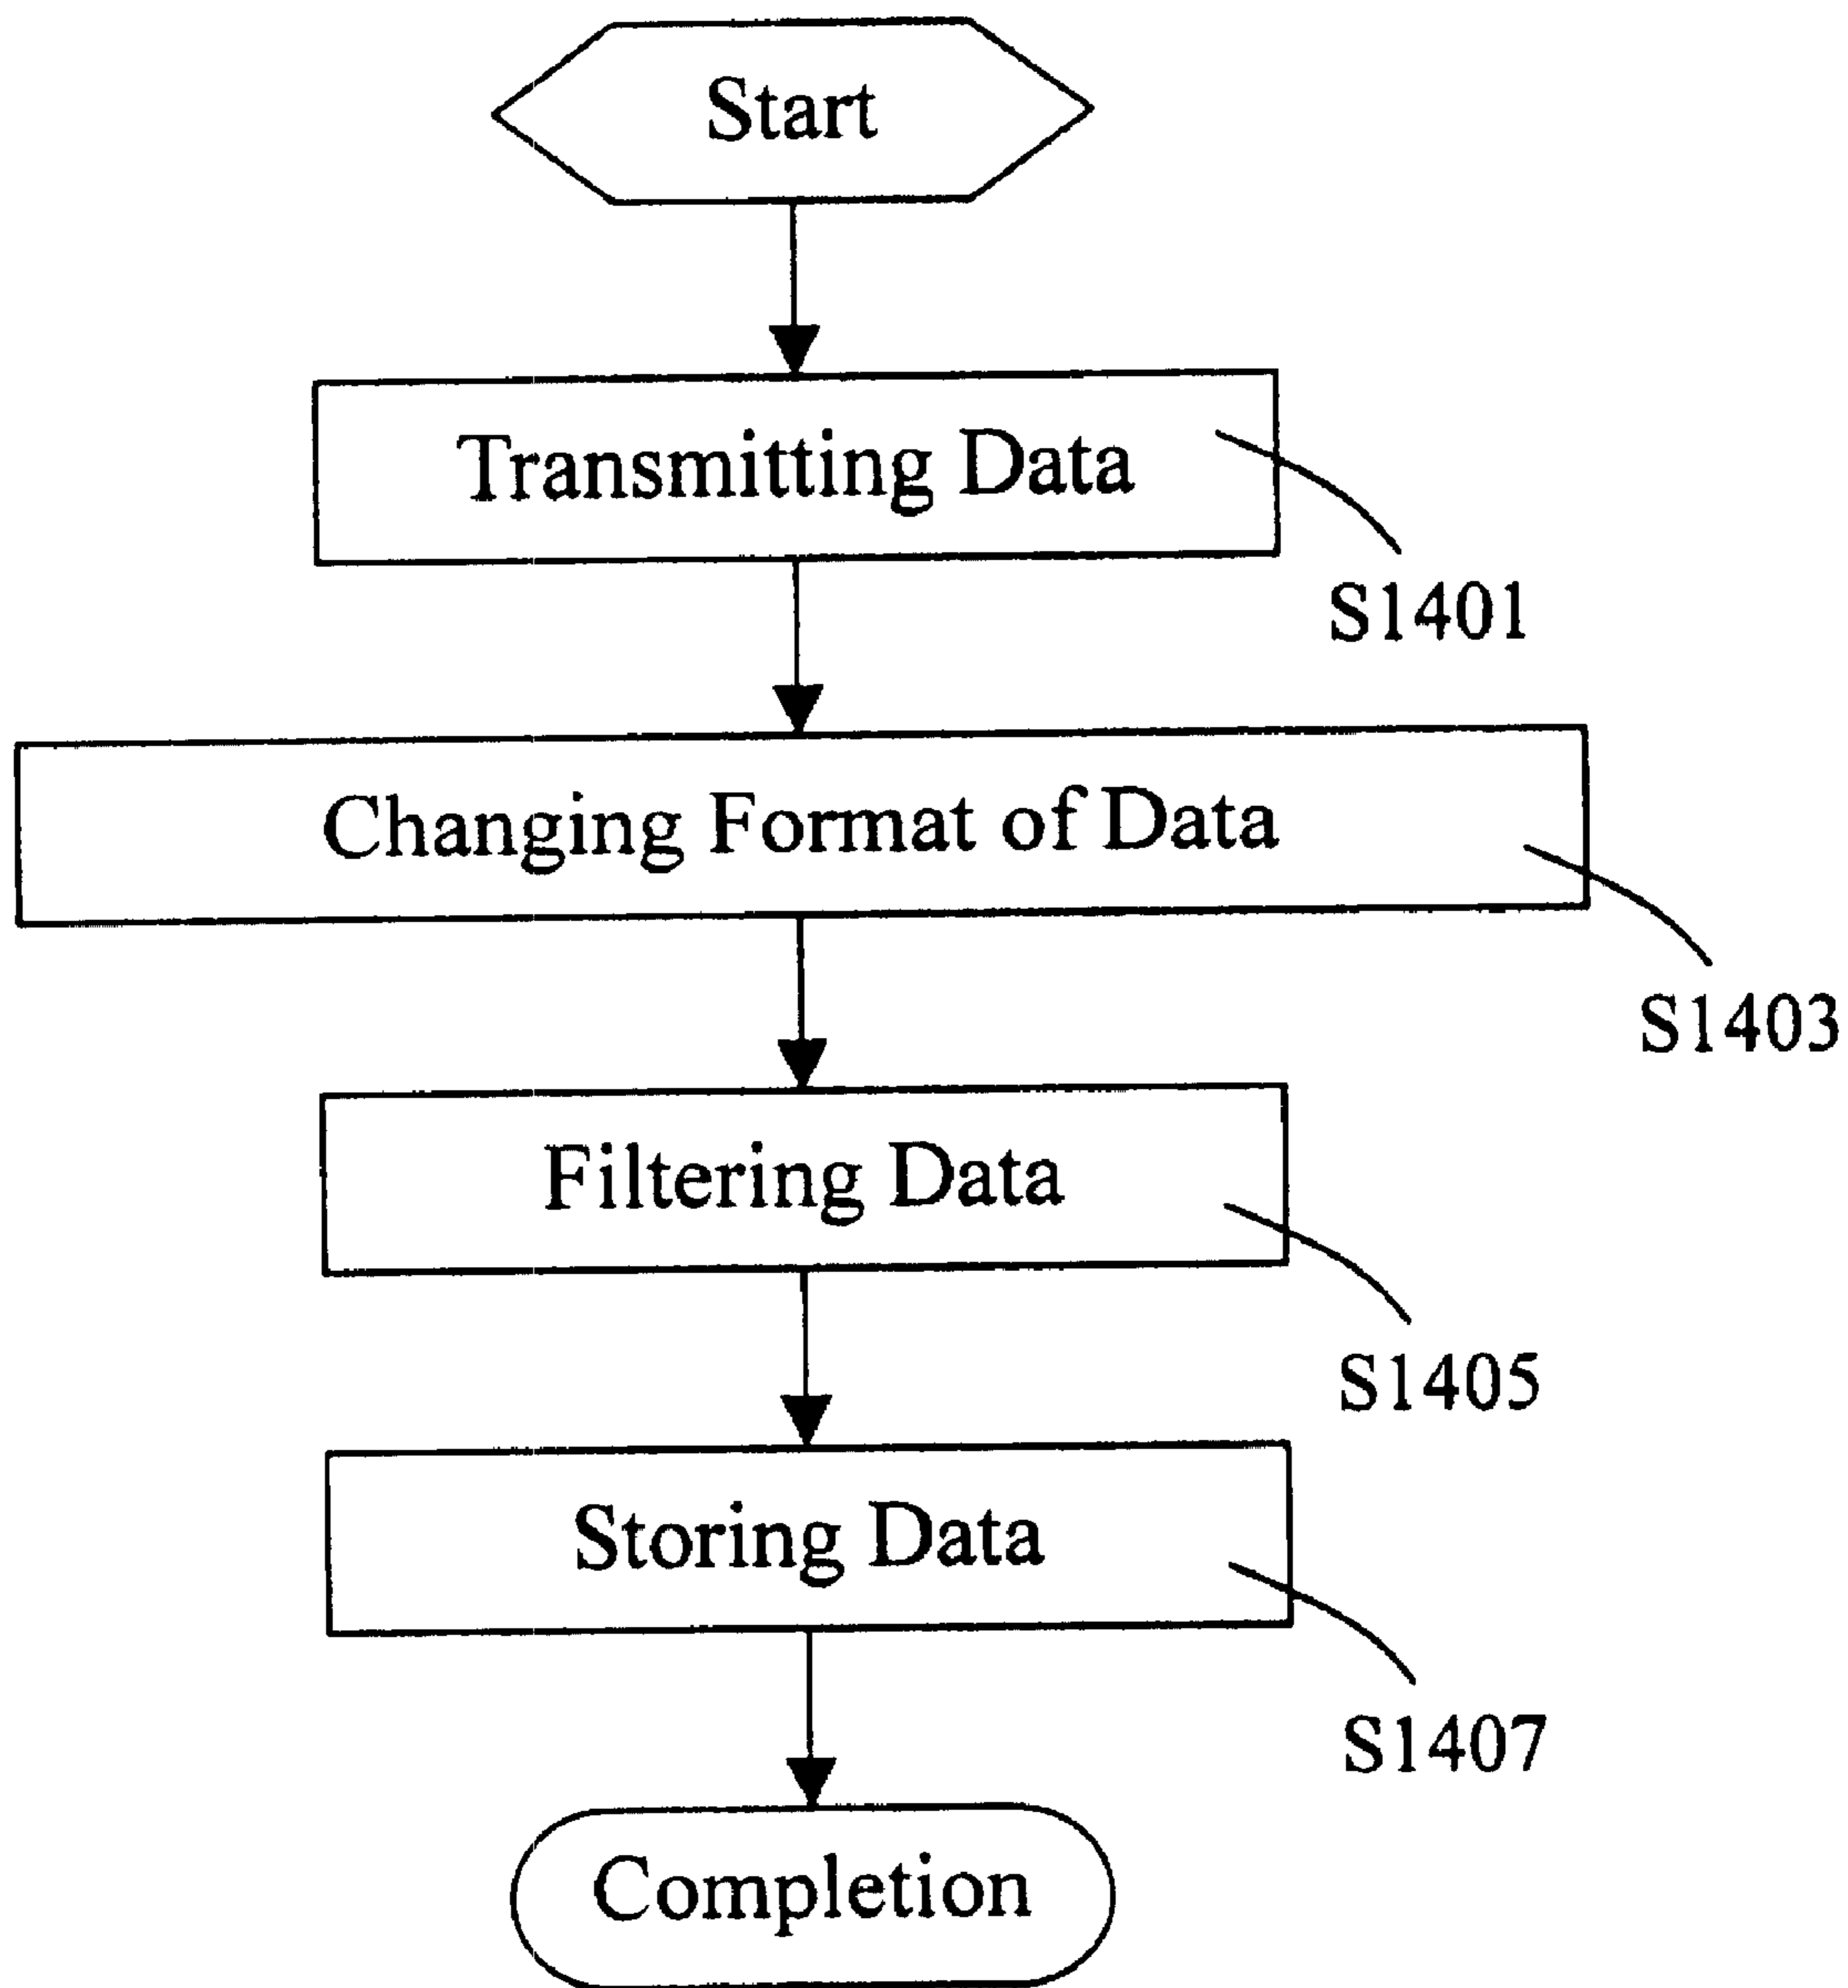 Start
Transmitting Data
S1401
Changing Format of Data
S1403
Filtering Data
S1405
Storing Data
S1407
Completion